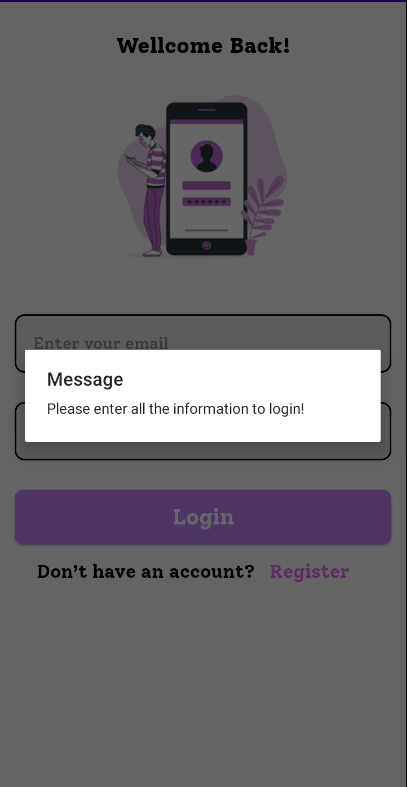 Wellcome Back!
Enter your email
Message
Please enter all the information to login!
Login
Don't have an account? Register